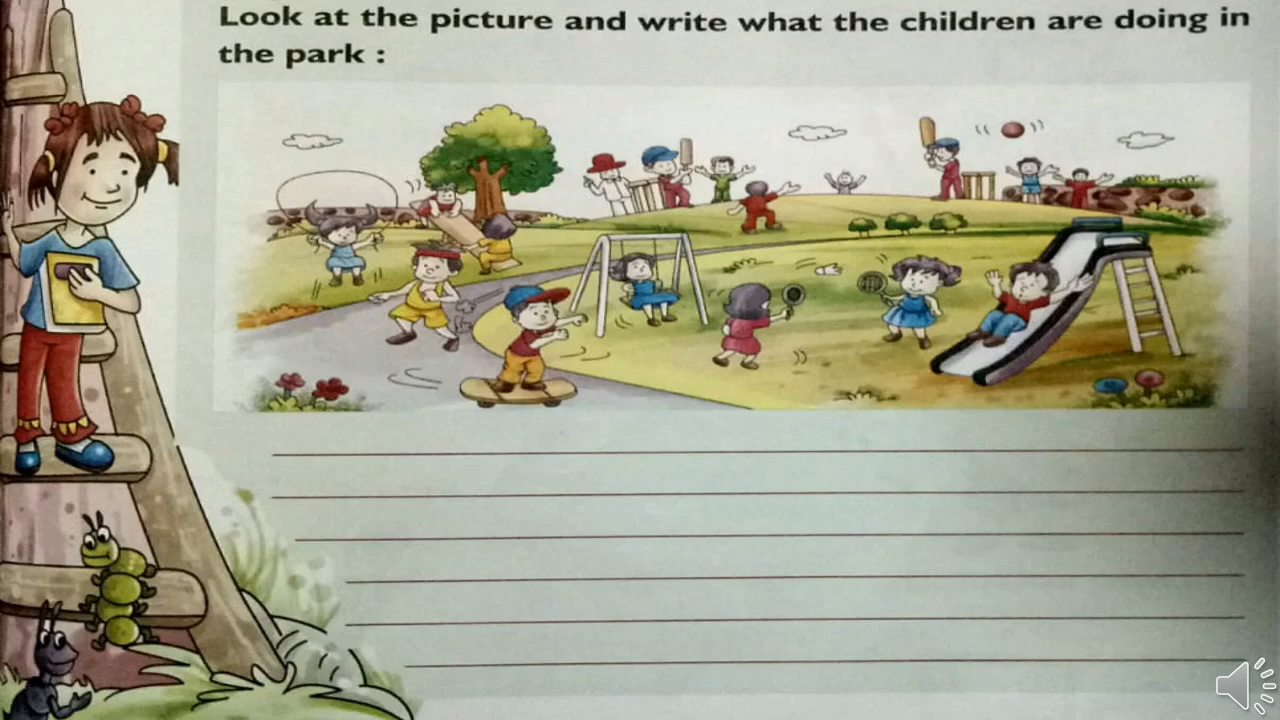 Look at the picture and write what the children are doing in
the park :